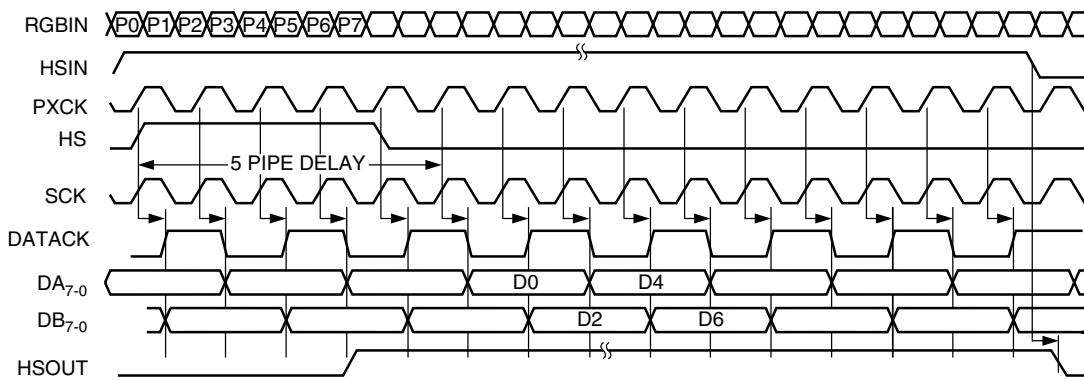 RGBIN P0 P1 P2 P3 P4 P5 P6 P7
HSIN
PXCK
HS
5 PIPE DELAY
SCK
DATACK
DA7-0 D0 D4
DB7-0 D2 D6
HSOUT